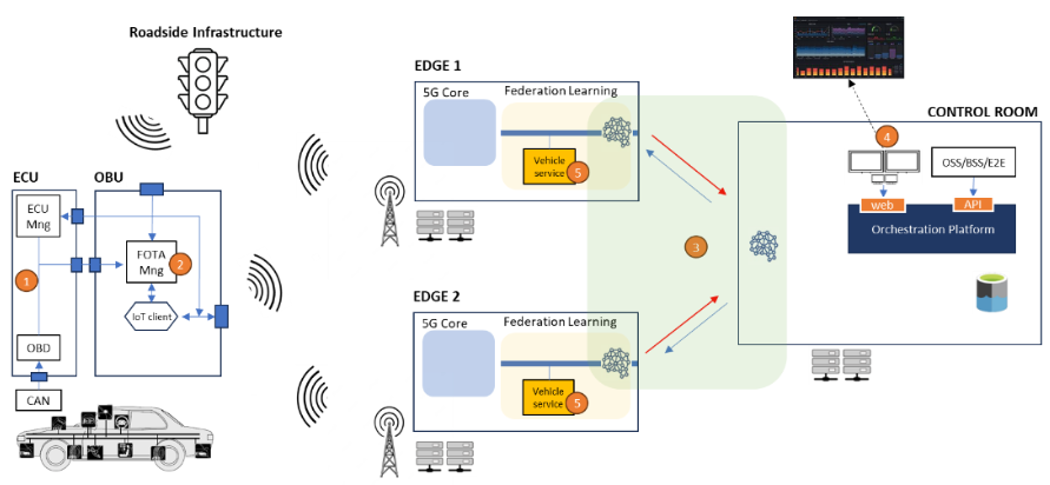 Roadside Infrastructure
ECU
OBU
ECU
Mng
1
FOTA
Mng
2
IoT client
OBD
CAN
EDGE 1
5G Core
Federation Learning
Vehicle
service
5
EDGE 2
5G Core
Federation Learning
Vehicle
service
5
3
4
CONTROL ROOM
OSS/BSS/E2E
web
API
Orchestration Platform